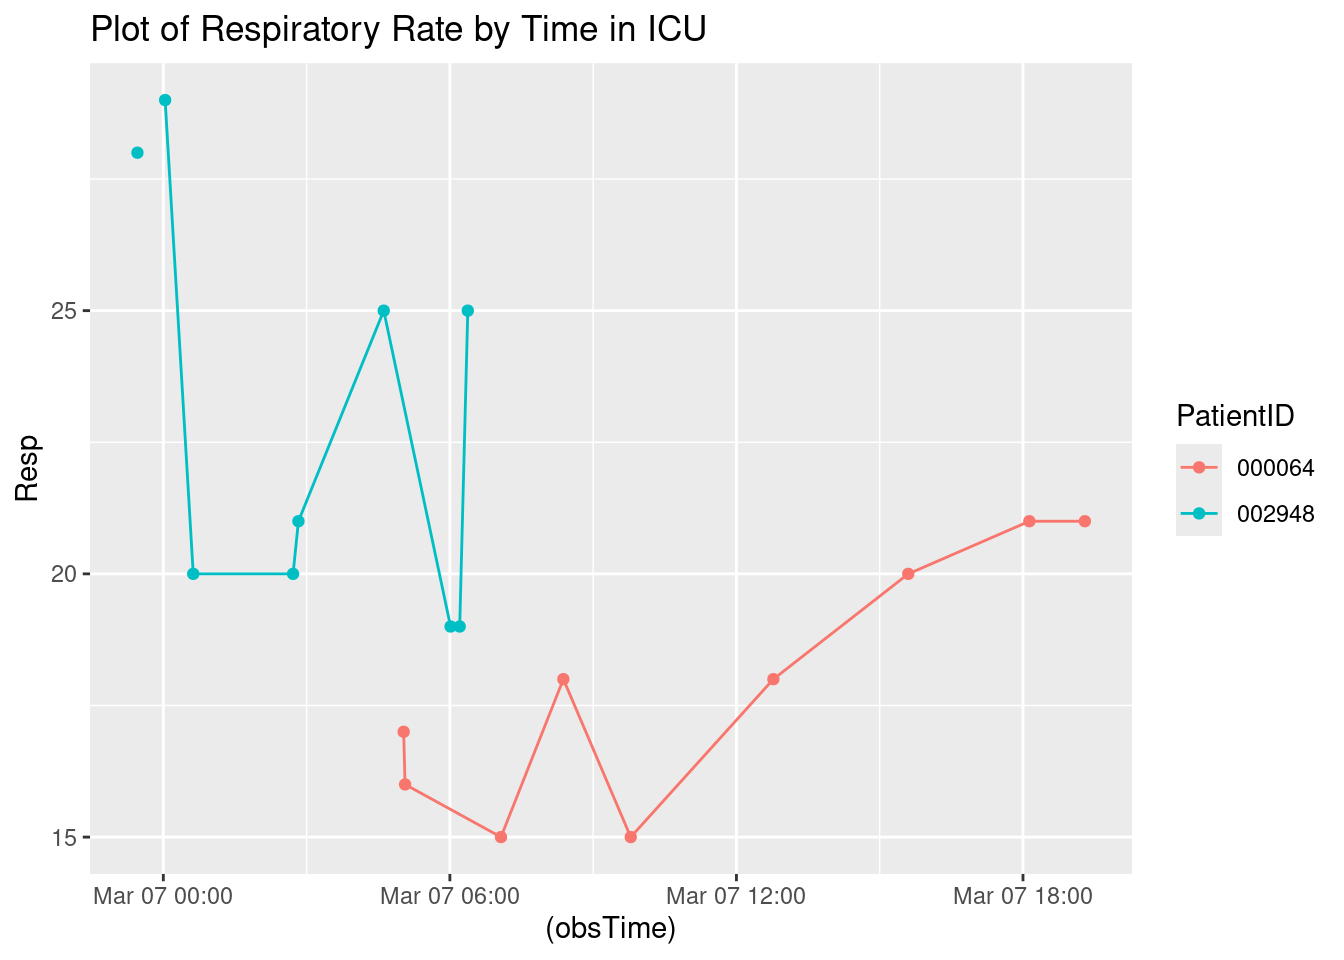 Plot of Respiratory Rate by Time in ICU
Resp
25
20
15
Mar 07 00:00 Mar 07 06:00 Mar 07 12:00 Mar 07 18:00
(obsTime)
PatientID
000064
002948